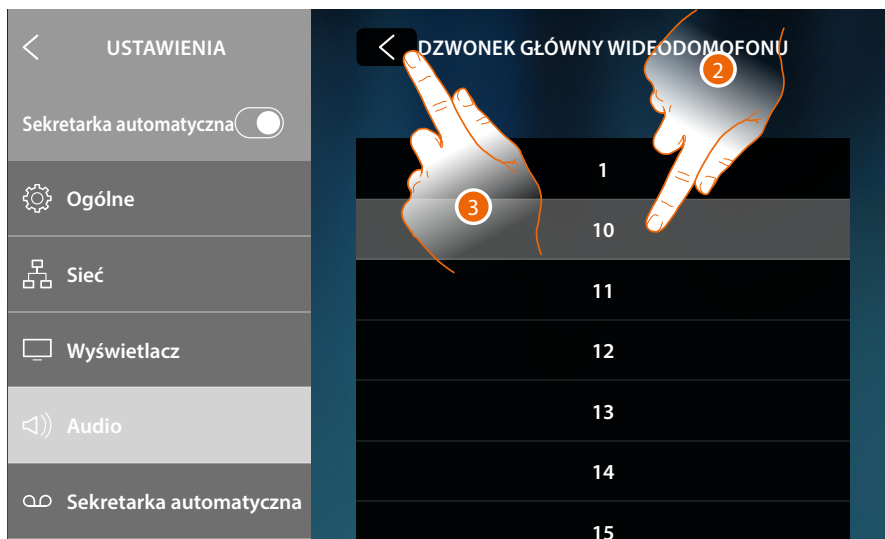 USTAWIENIA
Sekretarka automatyczna
Ogólne
Sieć
Wyświetlacz
Audio
Sekretarka automatyczna
DZWONEK GŁÓWNY WIDEODOMOFONU
2
3
1
10
11
12
13
14
15